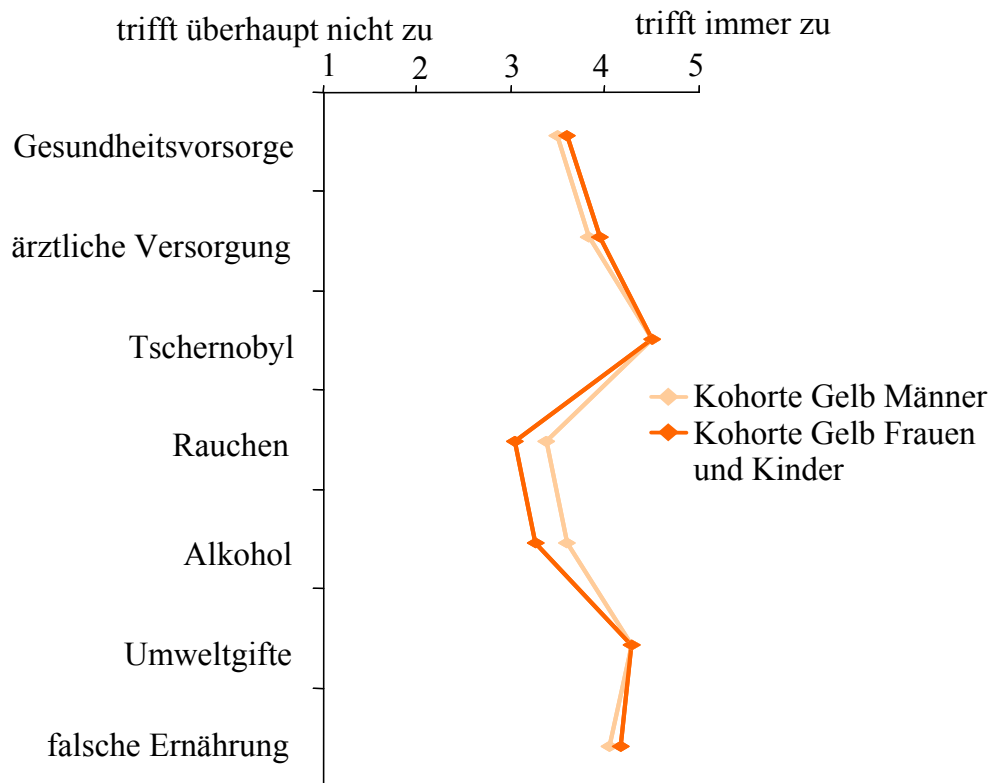 trifft überhaupt nicht zu
trifft immer zu
1 2 3 4 5
Gesundheitsvorsorge
ärztliche Versorgung
Tschernobyl
Rauchen
Alkohol
Umweltgifte
falsche Ernährung
Kohorte Gelb Männer
Kohorte Gelb Frauen
und Kinder